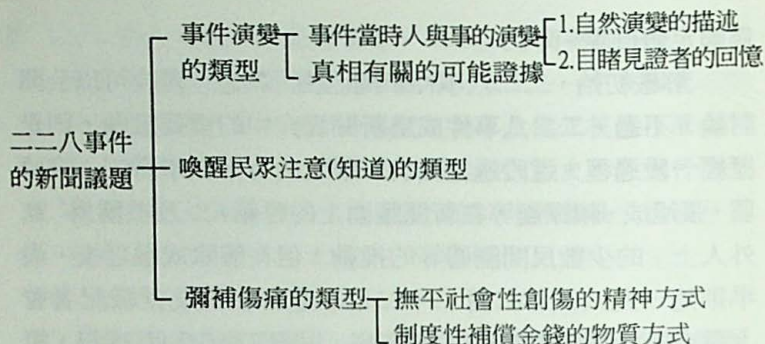 二二八事件
的新聞議題
事件演變
的類型
事件當時人與事的演變
1.自然演變的描述
2.目睹見證者的回憶
真相有關的可能證據
喚醒民眾注意(知道)的類型
彌補傷痛的類型
撫平社會性創傷的精神方式
制度性補償金錢的物質方式